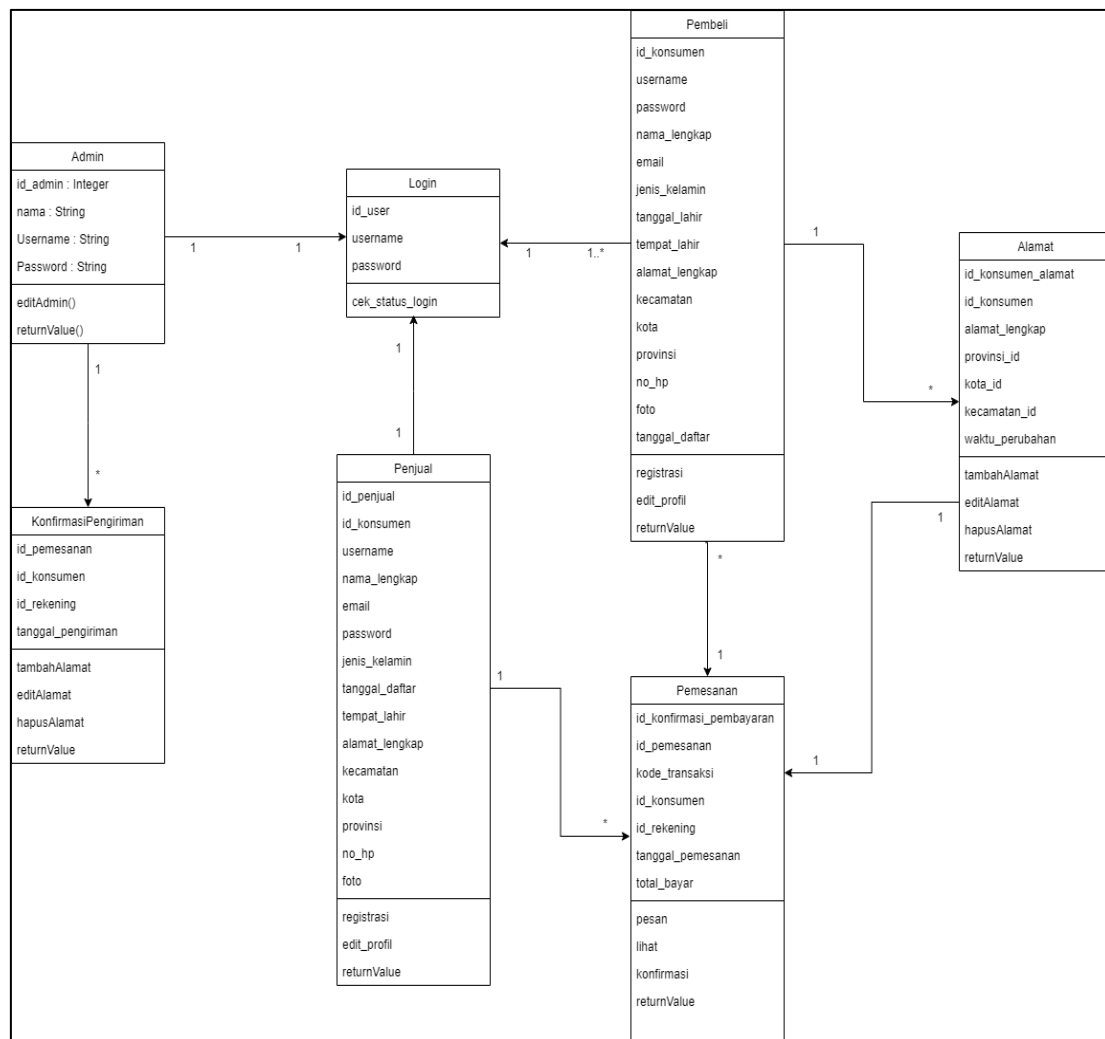 Pembeli
id_konsumen
username
password
nama_lengkap
email
jenis_kelamin
tanggal_lahir
tempat_lahir
alamat_lengkap
kecamatan
kota
provinsi
no_hp
foto
tanggal_daftar
registrasi
edit_profil
returnValue
Admin
id_admin : Integer
nama : String
Username : String
Password : String
editAdmin()
returnValue()
1
1
Login
id_user
username
password
cek_status_login
1
1..*
1
*
Alamat
id_konsumen_alamat
id_konsumen
alamat_lengkap
provinsi_id
kota_id
kecamatan_id
waktu_perubahan
tambahAlamat
editAlamat
hapusAlamat
returnValue
1
*
KonfirmasiPengiriman
id_pemesanan
id_konsumen
id_rekening
tanggal_pengiriman
tambahAlamat
editAlamat
hapusAlamat
returnValue
1
1
Penjual
id_penjual
id_konsumen
username
nama_lengkap
email
password
jenis_kelamin
tanggal_daftar
tempat_lahir
alamat_lengkap
kecamatan
kota
provinsi
no_hp
foto
registrasi
edit_profil
returnValue
1
*
*
1
1
1
Pemesanan
id_konfirmasi_pembayaran
id_pemesanan
kode_transaksi
id_konsumen
id_rekening
tanggal_pemesanan
total_bayar
pesan
lihat
konfirmasi
returnValue